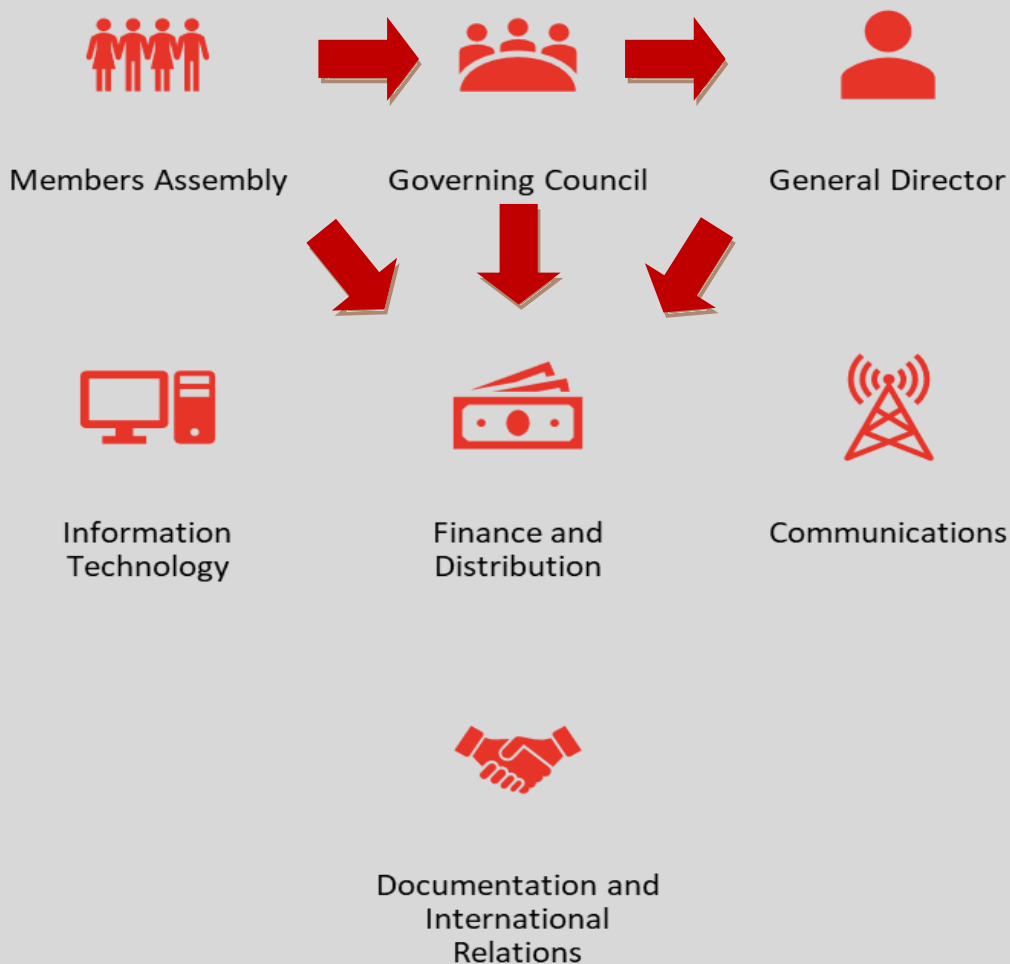 Members Assembly
Governing Council
General Director
Information
Technology
Finance and
Distribution
Communications
Documentation and
International
Relations